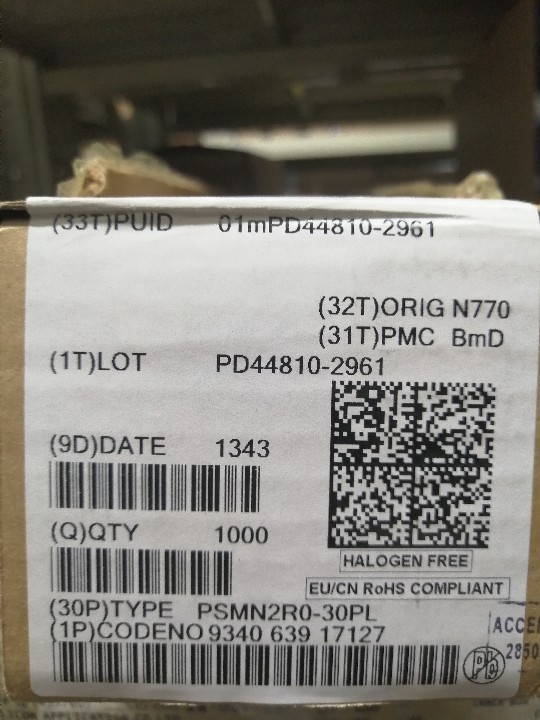 (33T)PUID 01mPD44810-2961
(32T)ORIG N770
(31T)PMC BmD
(1T)LOT PD44810-2961
(9D)DATE 1343
(Q)QTY 1000
HALOGEN FREE
EU/CN RoHS COMPLIANT
(30P)TYPE PSMN2R0-30PL
(1P)CODENO 9340 639 17127
Pb